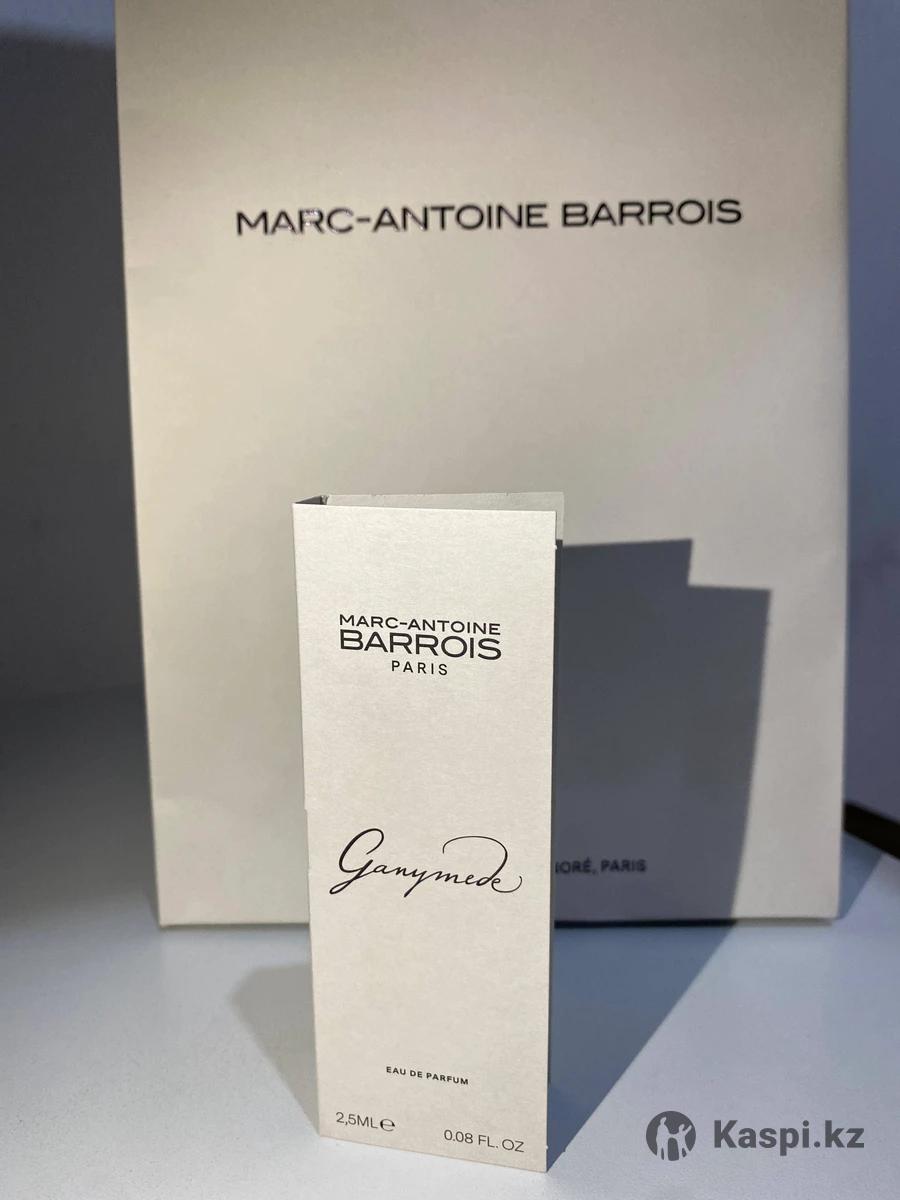 MARC-ANTOINE BARROIS
MARC-ANTOINE
BARROIS
PARIS
Ganymede
PARIS
EAU DE PARFUM
2,5ML℮
0.08 FL. OZ
Kaspi.kz